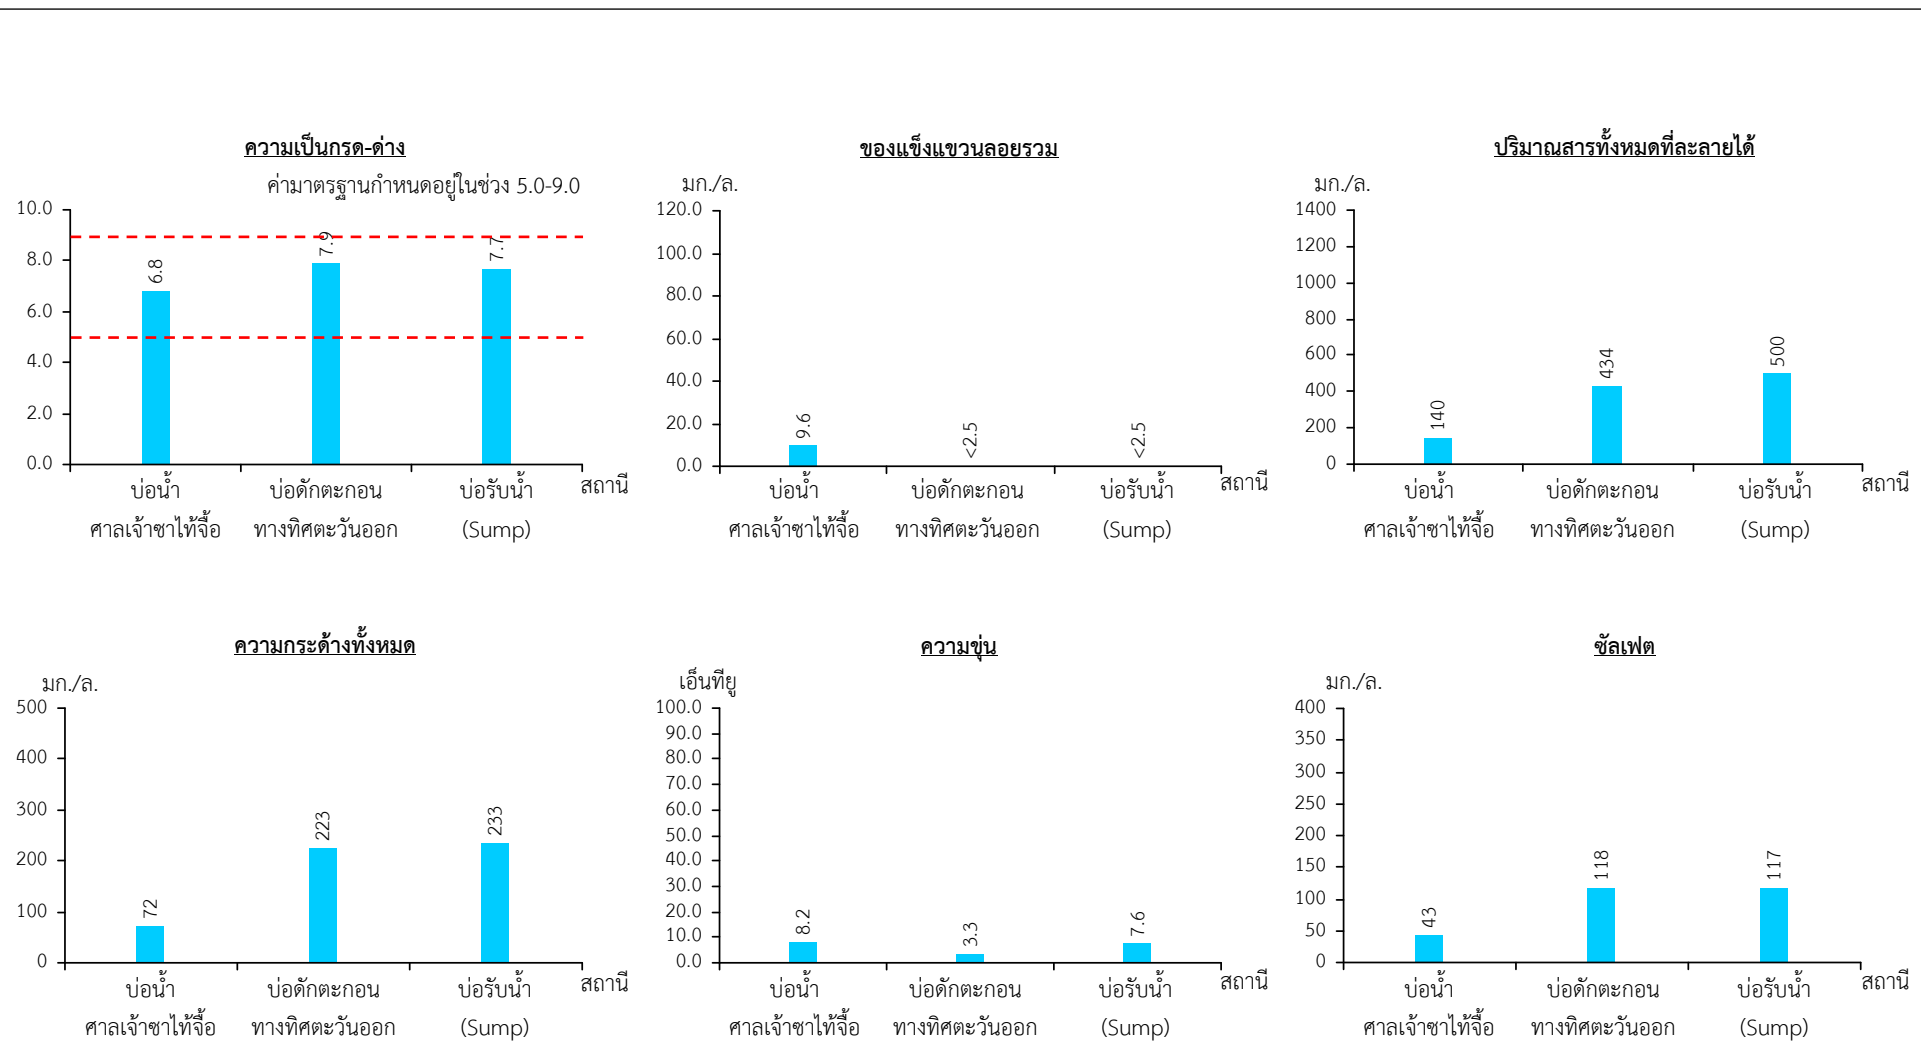 ความเป็นกรด-ด่าง
ค่ามาตรฐานกำหนดอยู่ในช่วง 5.0-9.0
10.0
8.0
6.0
4.0
2.0
0.0
6.8
7.9
7.7
บ่อน้ำ บ่อดักตะกอน บ่อรับน้ำ สถานี
ศาลเจ้าซาไท้จื้อ ทางทิศตะวันออก (Sump)
ของแข็งแขวนลอยรวม
มก./ล.
120.0
100.0
80.0
60.0
40.0
20.0
0.0
9.6
<2.5
<2.5
บ่อน้ำ บ่อดักตะกอน บ่อรับน้ำ สถานี
ศาลเจ้าซาไท้จื้อ ทางทิศตะวันออก (Sump)
ปริมาณสารทั้งหมดที่ละลายได้
มก./ล.
1400
1200
1000
800
600
400
200
0
140
434
500
บ่อน้ำ บ่อดักตะกอน บ่อรับน้ำ สถานี
ศาลเจ้าซาไท้จื้อ ทางทิศตะวันออก (Sump)
ความกระด้างทั้งหมด
มก./ล.
500
400
300
200
100
0
72
223
233
บ่อน้ำ บ่อดักตะกอน บ่อรับน้ำ สถานี
ศาลเจ้าซาไท้จื้อ ทางทิศตะวันออก (Sump)
ความขุ่น
เอ็นทียู
100.0
90.0
80.0
70.0
60.0
50.0
40.0
30.0
20.0
10.0
0.0
8.2
3.3
7.6
บ่อน้ำ บ่อดักตะกอน บ่อรับน้ำ สถานี
ศาลเจ้าซาไท้จื้อ ทางทิศตะวันออก (Sump)
ซัลเฟต
มก./ล.
400
350
300
250
200
150
100
50
0
43
118
117
บ่อน้ำ บ่อดักตะกอน บ่อรับน้ำ สถานี
ศาลเจ้าซาไท้จื้อ ทางทิศตะวันออก (Sump)